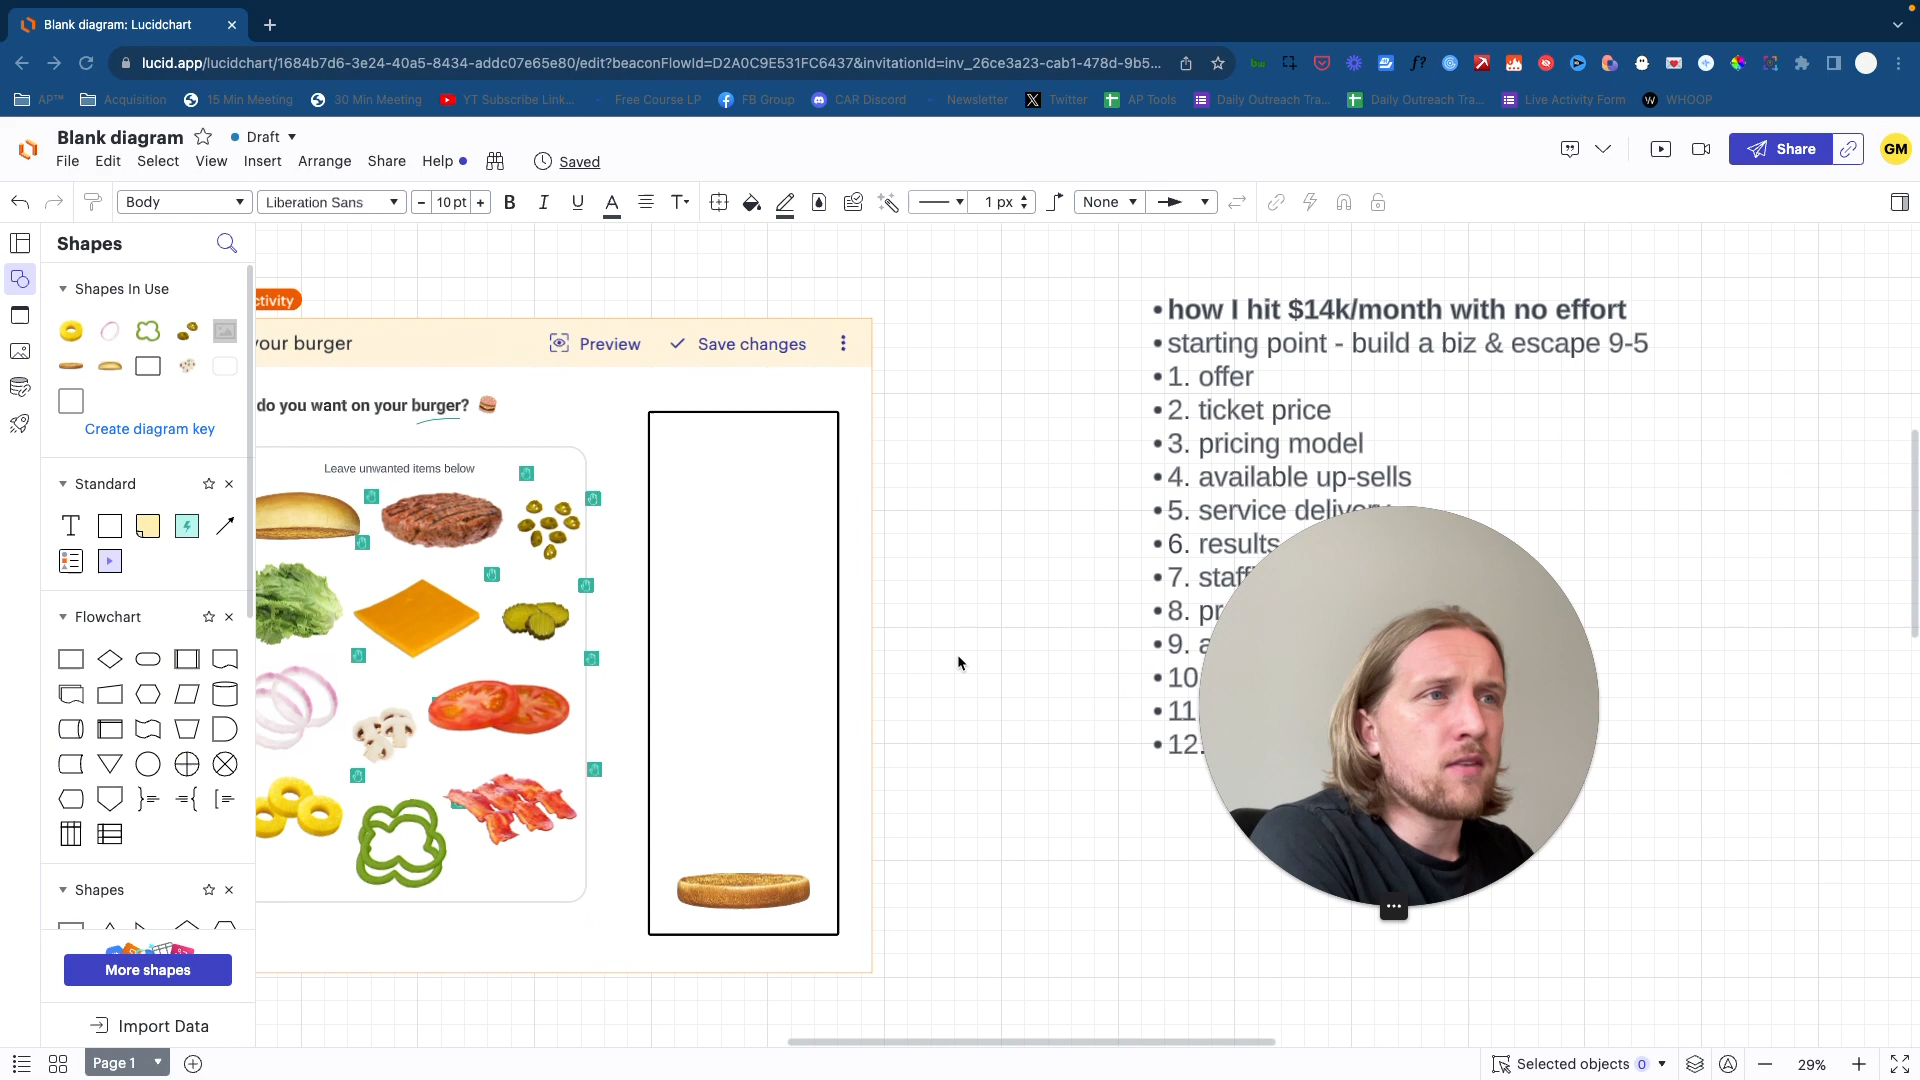 Blank diagram: Lucidchart
lucid.app/lucidchart/1684b7d6-3e24-40a5-8434-addc07e65e80/edit?beaconFlowId=D2A0C9E531FC6437&invitationId=inv_26ce3a23-cab1-478d-9b5...
AP™ Acquisition 15 Min Meeting 30 Min Meeting YT Subscribe Link... Free Course LP FB Group CAR Discord Newsletter Twitter AP Tools Daily Outreach Tra... Daily Outreach Tra... Live Activity Form WHOOP
Blank diagram Draft
File Edit Select View Insert Arrange Share Help Saved
Share
GM
Body Liberation Sans - 10 pt + B I U A T 1 px None
Shapes
Shapes In Use
Create diagram key
Standard
T
Flowchart
Shapes
More shapes
Import Data
ctivity
our burger Preview Save changes
do you want on your burger?
Leave unwanted items below
• how I hit $14k/month with no effort
• starting point - build a biz & escape 9-5
• 1. offer
• 2. ticket price
• 3. pricing model
• 4. available up-sells
• 5. service delivery
• 6. results
• 7. staff
• 8. pr
• 9. a
• 10
• 11
• 12.
Page 1
Selected objects 0
29%